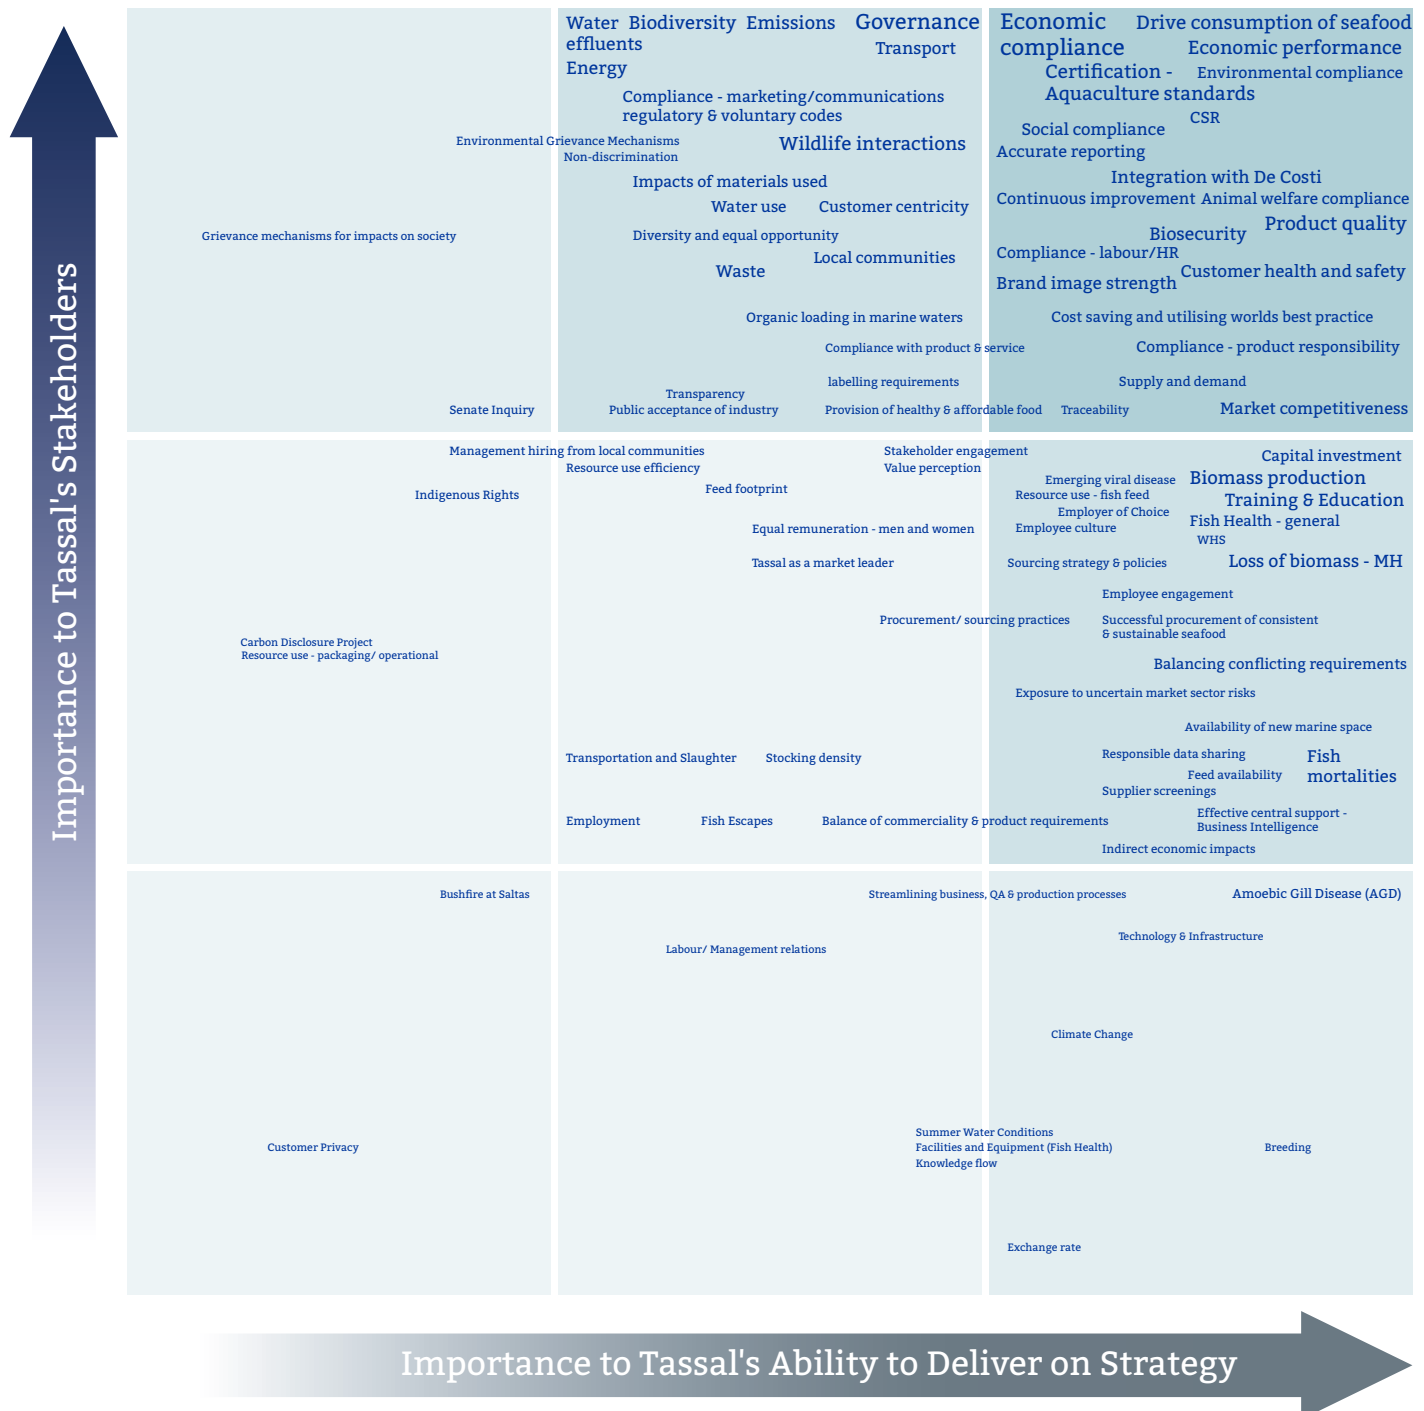 Importance to Tassal's Stakeholders
Water
effluents
Biodiversity
Emissions
Governance
Transport
Energy
Compliance - marketing/communications
regulatory & voluntary codes
Environmental Grievance Mechanisms
Non-discrimination
Wildlife interactions
Impacts of materials used
Water use
Customer centricity
Grievance mechanisms for impacts on society
Diversity and equal opportunity
Local communities
Waste
Organic loading in marine waters
Compliance with product & service
labelling requirements
Transparency
Senate Inquiry
Public acceptance of industry
Provision of healthy & affordable food
Economic
compliance
Drive consumption of seafood
Economic performance
Certification -
Aquaculture standards
Environmental compliance
CSR
Social compliance
Accurate reporting
Integration with De Costi
Continuous improvement
Animal welfare compliance
Product quality
Biosecurity
Compliance - labour/HR
Customer health and safety
Brand image strength
Cost saving and utilising worlds best practice
Compliance - product responsibility
Supply and demand
Traceability
Market competitiveness
Management hiring from local communities
Resource use efficiency
Indigenous Rights
Feed footprint
Stakeholder engagement
Value perception
Equal remuneration - men and women
Tassal as a market leader
Procurement/ sourcing practices
Carbon Disclosure Project
Resource use - packaging/ operational
Transportation and Slaughter
Stocking density
Employment
Fish Escapes
Balance of commerciality & product requirements
Capital investment
Emerging viral disease
Biomass production
Resource use - fish feed
Training & Education
Employer of Choice
Fish Health - general
Employee culture
WHS
Sourcing strategy & policies
Loss of biomass - MH
Employee engagement
Successful procurement of consistent
& sustainable seafood
Balancing conflicting requirements
Exposure to uncertain market sector risks
Availability of new marine space
Responsible data sharing
Fish
mortalities
Feed availability
Supplier screenings
Effective central support -
Business Intelligence
Indirect economic impacts
Bushfire at Saltas
Streamlining business, QA & production processes
Amoebic Gill Disease (AGD)
Labour/ Management relations
Technology & Infrastructure
Climate Change
Customer Privacy
Summer Water Conditions
Facilities and Equipment (Fish Health)
Knowledge flow
Breeding
Exchange rate
Importance to Tassal's Ability to Deliver on Strategy